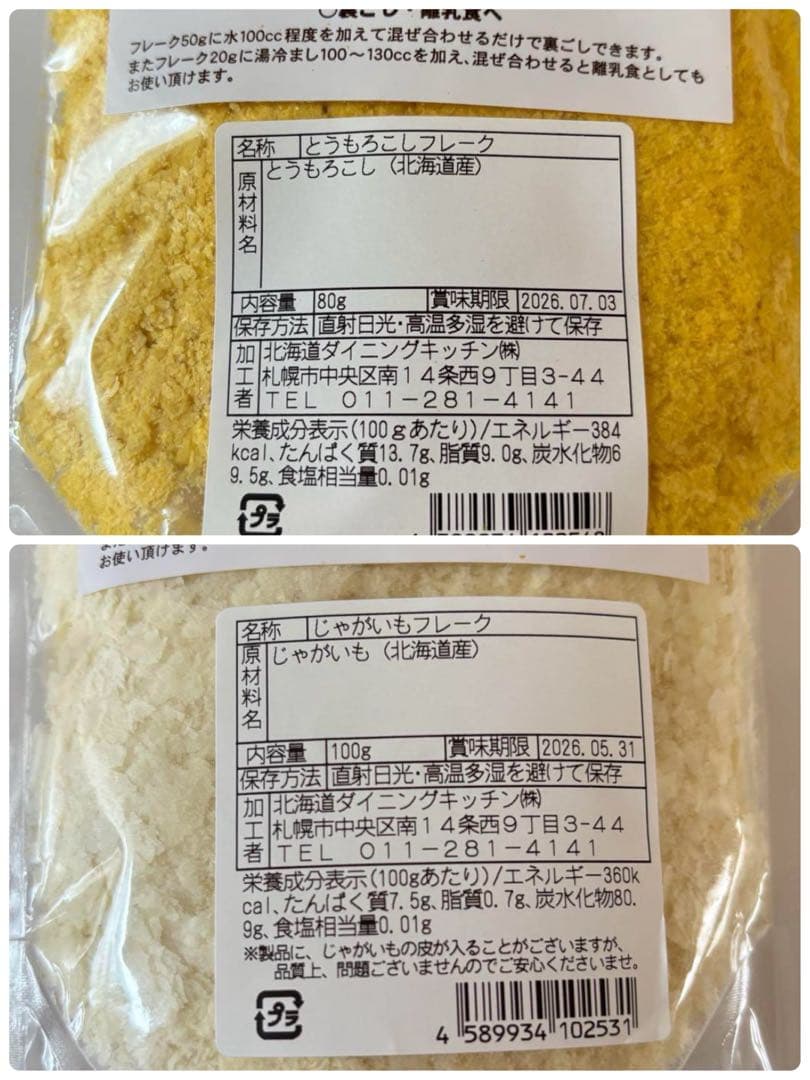 ○裏ごし・離乳食へ
フレーク50gに水100cc程度を加えて混ぜ合わせるだけで裏ごしできます。
またフレーク20gに湯冷まし100～130ccを加え、混ぜ合わせると離乳食としても
お使い頂けます。
名称 とうもろこしフレーク
原材料名 とうもろこし（北海道産）
内容量 80g 賞味期限 2026.07.03
保存方法 直射日光・高温多湿を避けて保存
加工者 北海道ダイニングキッチン㈱
札幌市中央区南14条西9丁目3-44
TEL 011-281-4141
栄養成分表示(100gあたり)/エネルギー384
kcal、たんぱく質13.7g、脂質9.0g、炭水化物6
9.5g、食塩相当量0.01g
プラ
お使い頂けます。
名称 じゃがいもフレーク
原材料名 じゃがいも（北海道産）
内容量 100g 賞味期限 2026.05.31
保存方法 直射日光・高温多湿を避けて保存
加工者 北海道ダイニングキッチン㈱
札幌市中央区南14条西9丁目3-44
TEL 011-281-4141
栄養成分表示(100gあたり)/エネルギー360k
cal、たんぱく質7.5g、脂質0.7g、炭水化物80.
9g、食塩相当量0.01g
※製品に、じゃがいもの皮が入ることがございますが、
品質上、問題ございませんのでご安心くださいませ。
プラ
4 589934 102531